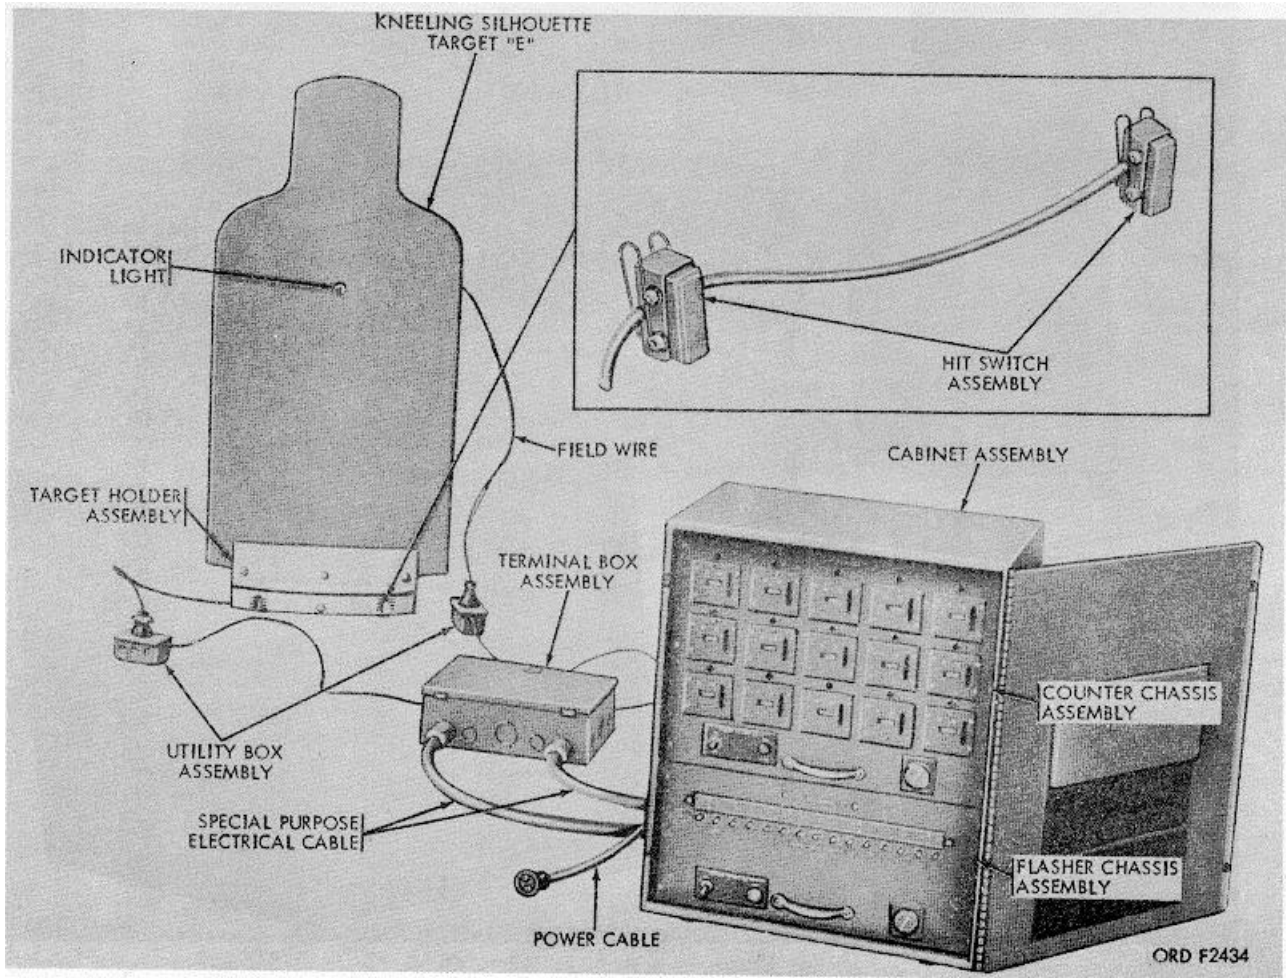 KNEELING SILHOUETTE
TARGET "E"
INDICATOR
LIGHT
HIT SWITCH
ASSEMBLY
FIELD WIRE
CABINET ASSEMBLY
TARGET HOLDER
ASSEMBLY
TERMINAL BOX
ASSEMBLY
COUNTER CHASSIS
ASSEMBLY
UTILITY BOX
ASSEMBLY
SPECIAL PURPOSE
ELECTRICAL CABLE
FLASHER CHASSIS
ASSEMBLY
POWER CABLE
ORD F2434